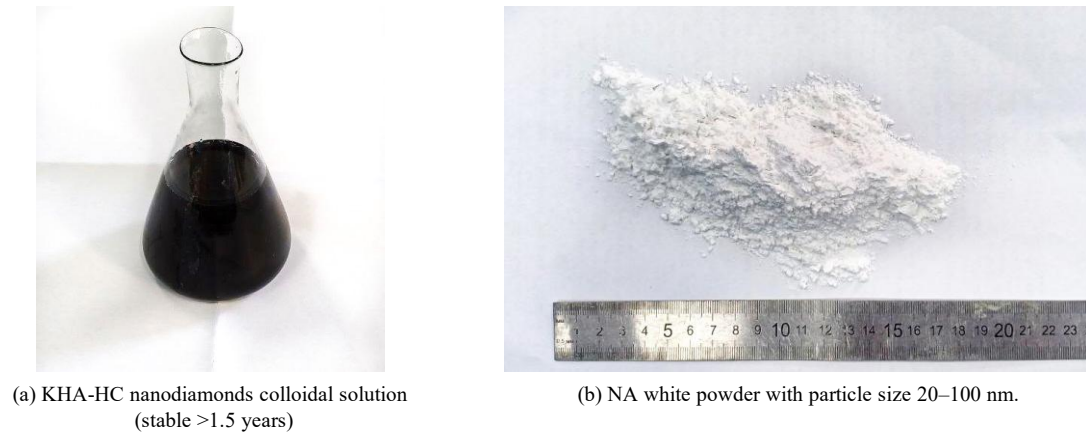 1 2 3 4 5 6 7 8 9 10 11 12 13 14 15 16 17 18 19 20 21 22 23
(a) KHA-HC nanodiamonds colloidal solution
(stable >1.5 years)
(b) NA white powder with particle size 20–100 nm.